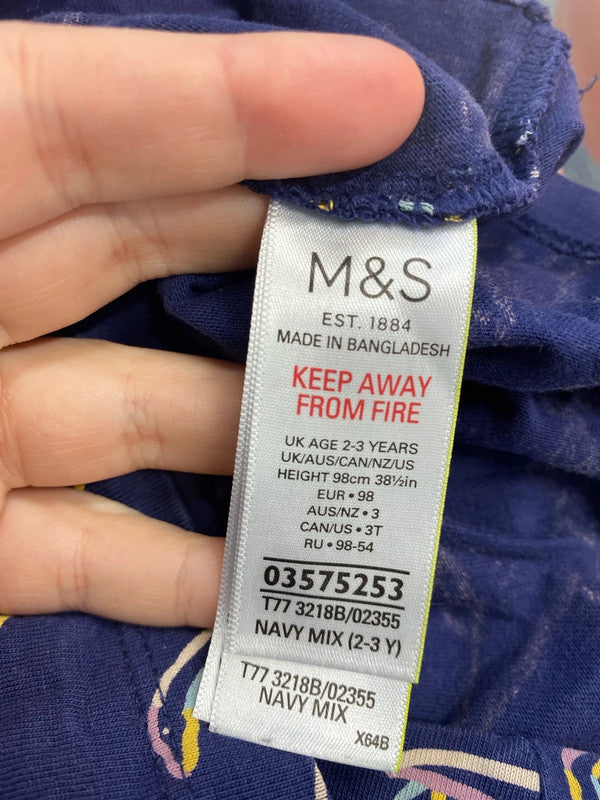 M&S
EST. 1884
MADE IN BANGLADESH
KEEP AWAY
FROM FIRE
UK AGE 2-3 YEARS
UK/AUS/CAN/NZ/US
HEIGHT 98cm 38½in
EUR • 98
AUS/NZ • 3
CAN/US • 3T
RU • 98-54
03575253
T77 3218B/02355
NAVY MIX (2-3 Y)
T77 3218B/02355
NAVY MIX
X64B